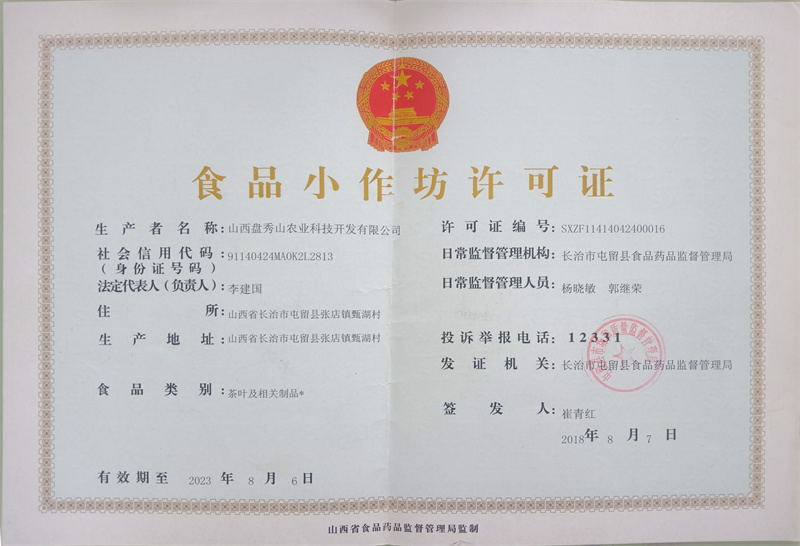 食品小作坊许可证
生产者名称:山西盘秀山农业科技开发有限公司
社会信用代码:91140424MA0K2L2813
(身份证号码)
法定代表人(负责人):李建国
住所:山西省长治市屯留县张店镇甄湖村
生产地址:山西省长治市屯留县张店镇甄湖村
食品类别:茶叶及相关制品*
有效期至 2023 年 8 月 6 日
许可证编号:SXZF11414042400016
日常监督管理机构:长治市屯留县食品药品监督管理局
日常监督管理人员:杨晓敏 郭继荣
投诉举报电话:12331
发证机关:长治市屯留县食品药品监督管理局
签发人:崔青红
2018年 8 月 7 日
山西省食品药品监督管理局监制